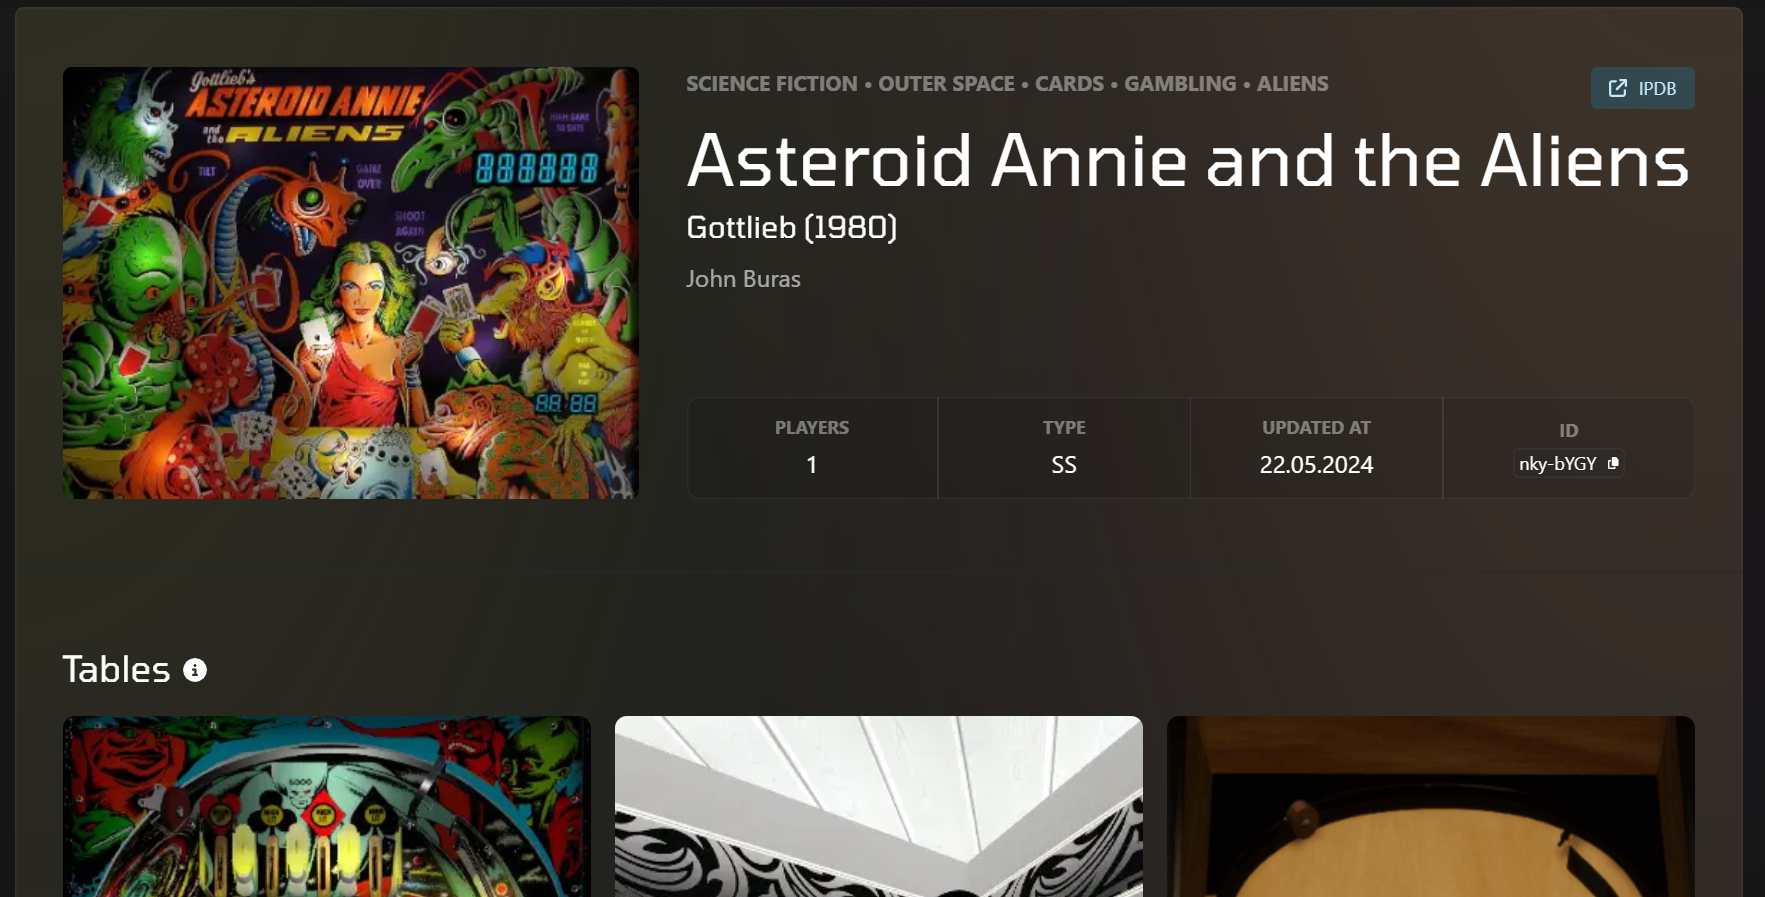 Gottlieb's
ASTEROID ANNIE
and the ALIENS
HIGH GAME
TO DATE
TILT
GAME
OVER
SHOOT
AGAIN
SCIENCE FICTION • OUTER SPACE • CARDS • GAMBLING • ALIENS
IPDB
Asteroid Annie and the Aliens
Gottlieb (1980)
John Buras
PLAYERS
1
TYPE
SS
UPDATED AT
22.05.2024
ID
nky-bYGY
Tables
GOOD